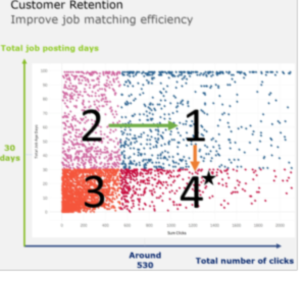 Customer Retention
Improve job matching efficiency
Total job posting days
2
1
30
days
3
4
Around
530
Total number of clicks